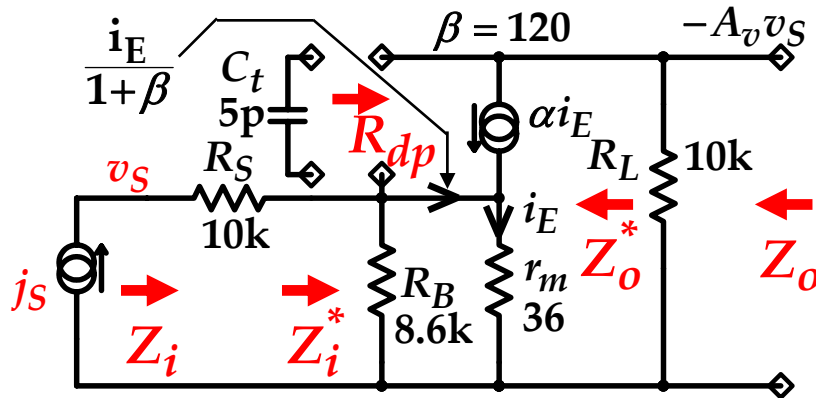 i_E
1+β
C_t
5p
β = 120
−A_v v_S
R_dp
αi_E
R_L
10k
v_S
R_S
10k
i_E
j_S
Z_i
Z_i^*
R_B
8.6k
r_m
36
Z_o^*
Z_o